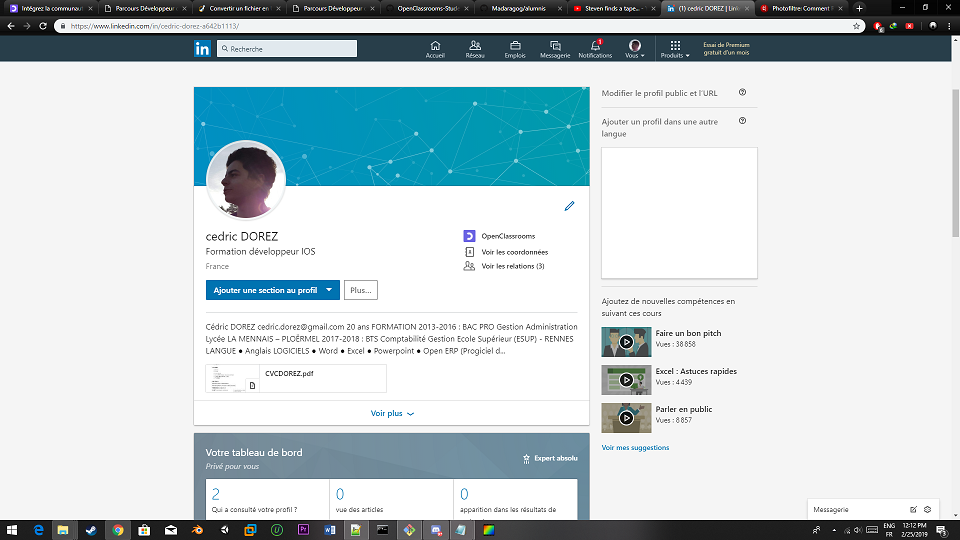 Intégrez la communaut
Parcours Développeur
Convertir un fichier en
Parcours Développeur
OpenClassrooms-Stude
Madaragog/alumnis
Steven finds a tape...
(1) cedric DOREZ | Link
Photofiltre: Comment F
https://www.linkedin.com/in/cedric-dorez-a642b1113/
in
Recherche
Accueil
Réseau
Emplois
Messagerie
Notifications
Vous
Produits
Essai de Premium
gratuit d'un mois
cedric DOREZ
Formation développeur IOS
France
OpenClassrooms
Voir les coordonnées
Voir les relations (3)
Ajouter une section au profil
Plus...
Cédric DOREZ cedric.dorez@gmail.com 20 ans FORMATION 2013-2016 : BAC PRO Gestion Administration
Lycée LA MENNAIS – PLOËRMEL 2017-2018 : BTS Comptabilité Gestion Ecole Supérieur (ESUP) - RENNES
LANGUE ● Anglais LOGICIELS ● Word ● Excel ● Powerpoint ● Open ERP (Progiciel d...
CVCDOREZ.pdf
Voir plus
Votre tableau de bord
Privé pour vous
Expert absolu
2
Qui a consulté votre profil ?
0
vue des articles
0
apparition dans les résultats de
Modifier le profil public et l'URL
Ajouter un profil dans une autre
langue
Ajoutez de nouvelles compétences en
suivant ces cours
Faire un bon pitch
Vues : 38 858
Excel : Astuces rapides
Vues : 4 439
Parler en public
Vues : 8 857
Voir mes suggestions
Messagerie
ENG
FR
12:12 PM
2/25/2019